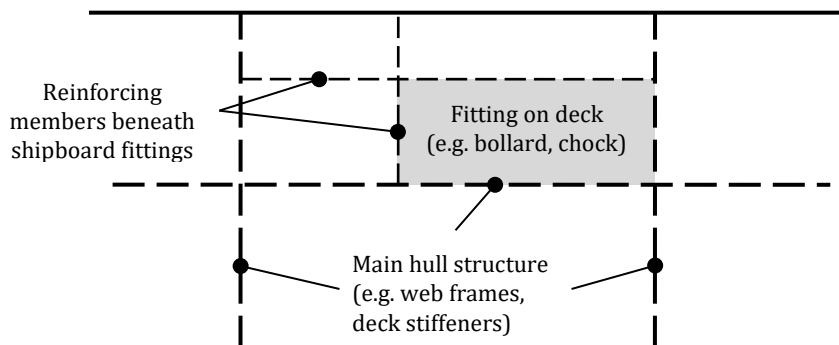 Reinforcing
members beneath
shipboard fittings
Fitting on deck
(e.g. bollard, chock)
Main hull structure
(e.g. web frames,
deck stiffeners)